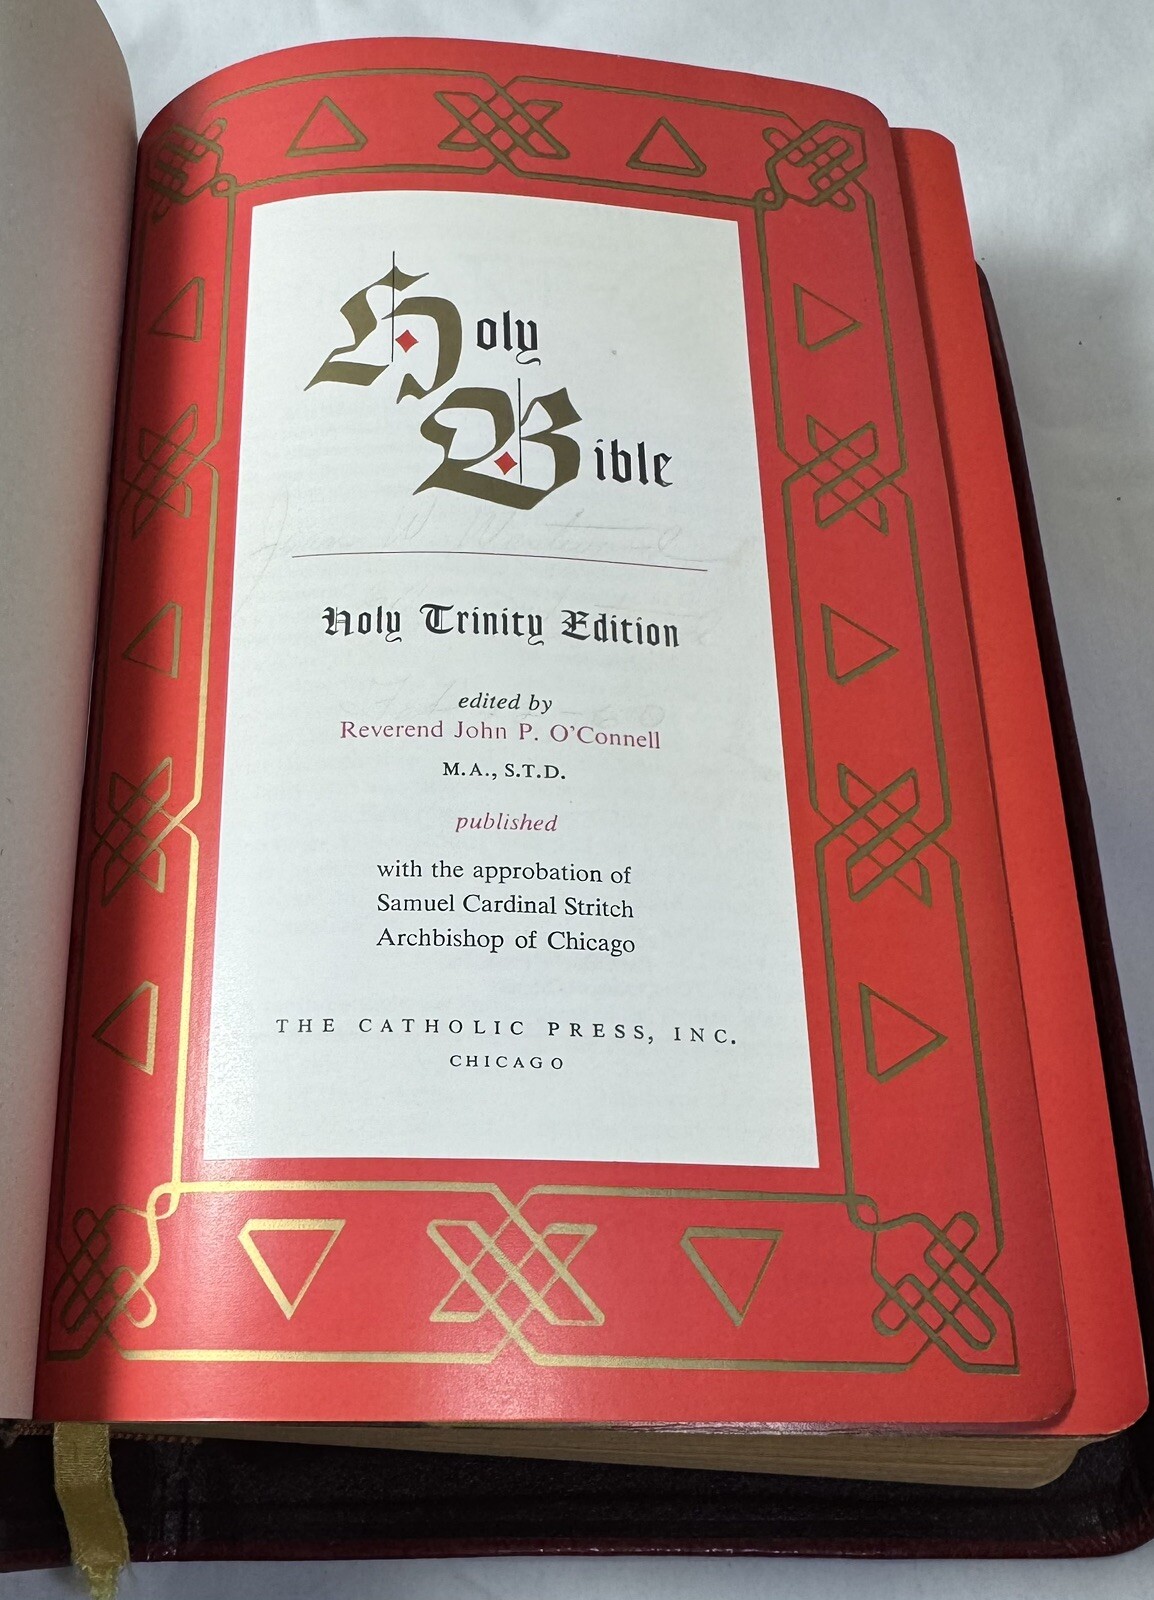 Holy
Bible
Holy Trinity Edition
edited by
Reverend John P. O'Connell
M.A., S.T.D.
published
with the approbation of
Samuel Cardinal Stritch
Archbishop of Chicago
THE CATHOLIC PRESS, INC.
CHICAGO